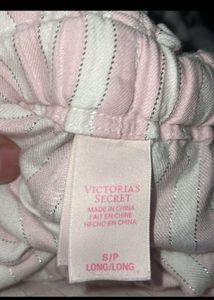 VICTORIA'S
SECRET
MADE IN CHINA
FAIT EN CHINE
HECHO EN CHINA
S/P
LONG/LONG